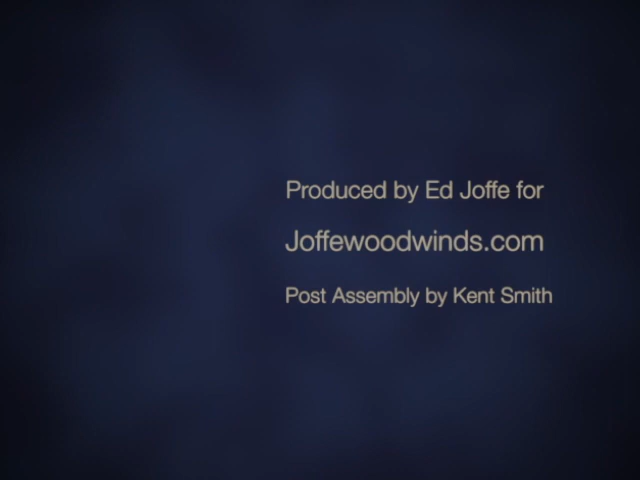 Produced by Ed Joffe for
Joffewoodwinds.com
Post Assembly by Kent Smith